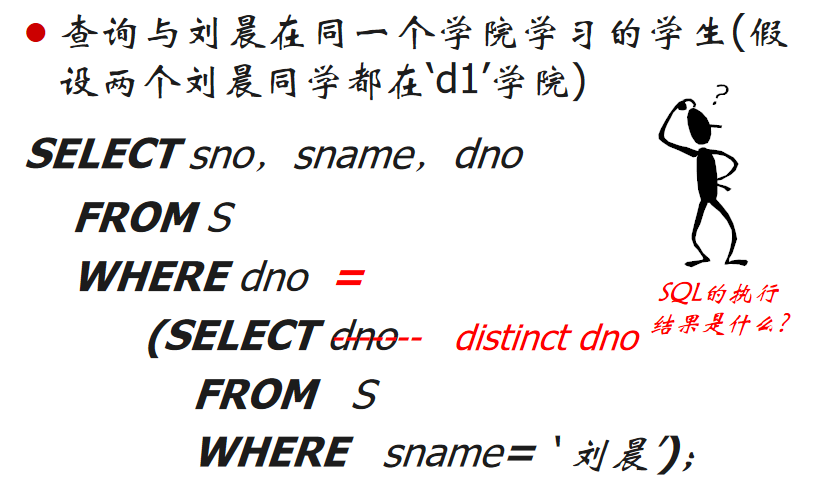 查询与刘晨在同一个学院学习的学生(假
设两个刘晨同学都在‘d1’学院)
SELECT sno，sname，dno
FROM S
WHERE dno =
(SELECT dno distinct dno
FROM S
WHERE sname= ‘刘晨’);
?
SQL的执行
结果是什么?